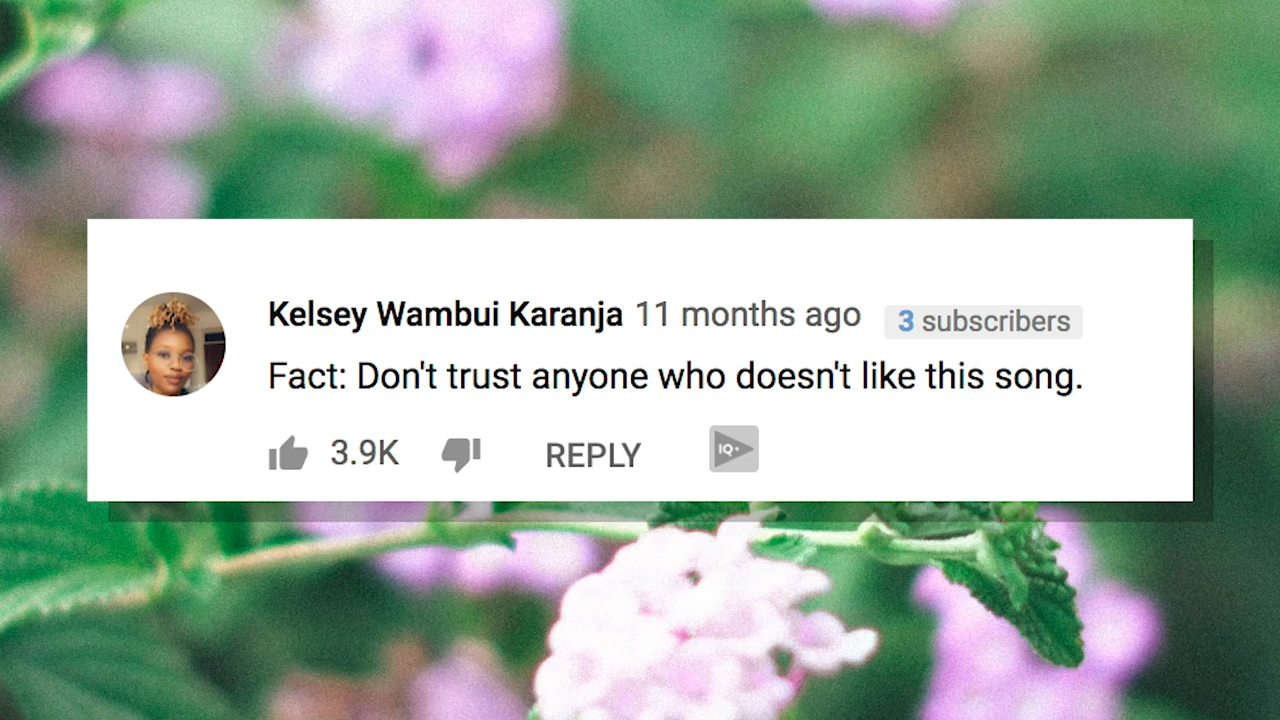 Kelsey Wambui Karanja 11 months ago 3 subscribers
Fact: Don't trust anyone who doesn't like this song.
3.9K REPLY IQ+